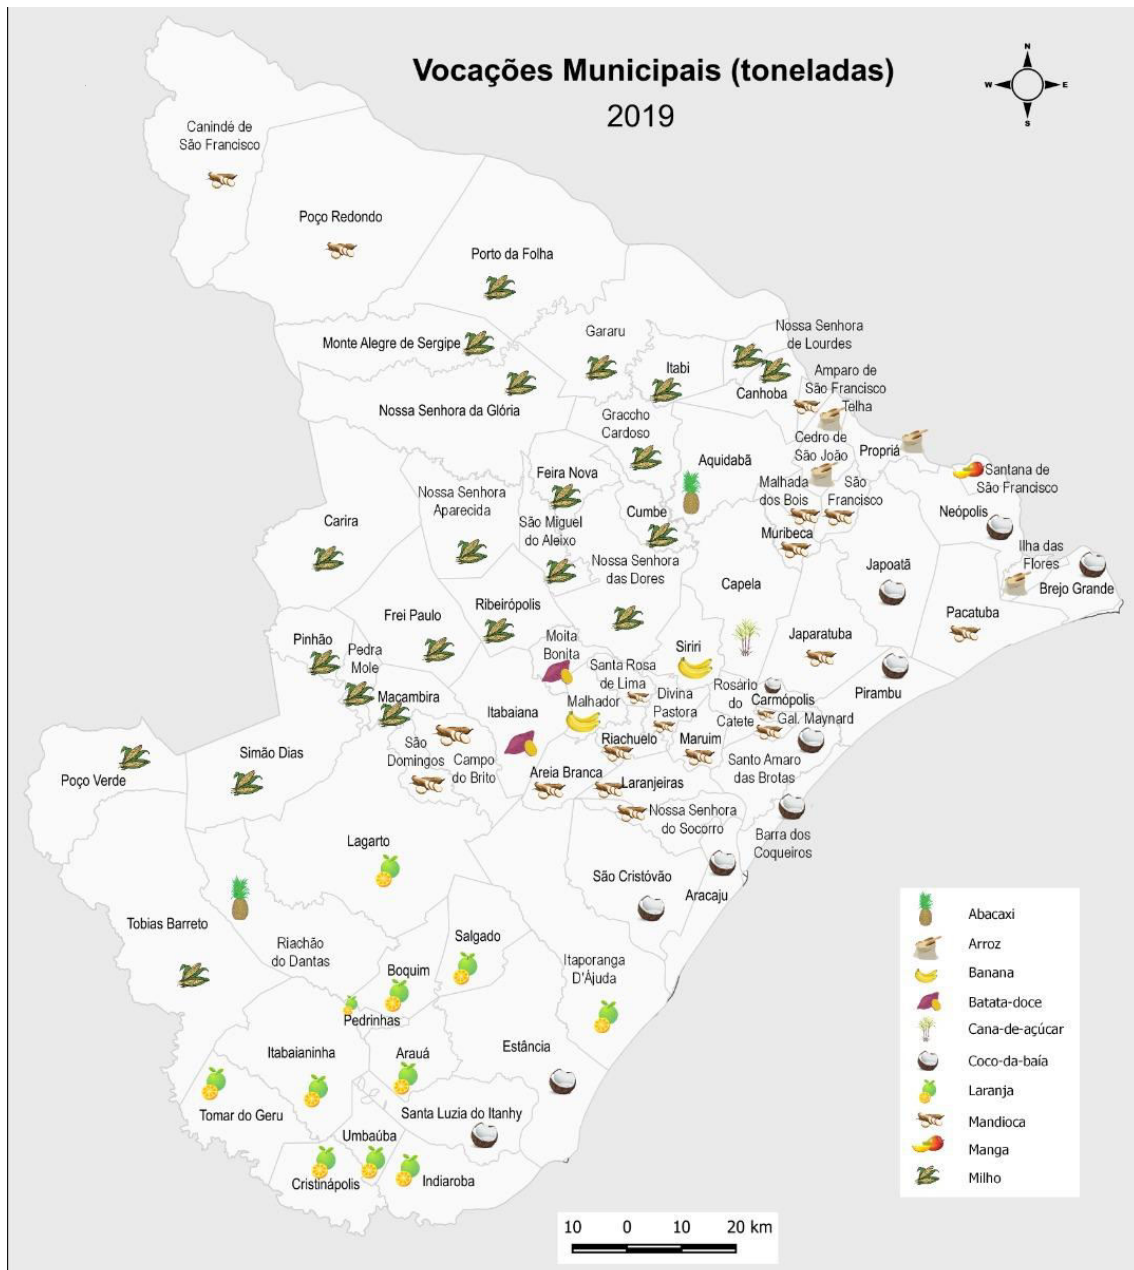 Vocações Municipais (toneladas)
2019
N
W
E
S
Canindé de
São Francisco
Poço Redondo
Porto da Folha
Monte Alegre de Sergipe
Gararu
Nossa Senhora
de Lourdes
Itabi
Canhoba
Amparo de
São Francisco
Telha
Nossa Senhora da Glória
Graccho
Cardoso
Cedro de
São João
Propriá
Aquidabã
Feira Nova
Malhada
dos Bois
São
Francisco
Santana de
São Francisco
Nossa Senhora
Aparecida
Neópolis
Carira
São Miguel
do Aleixo
Cumbe
Muribeca
Ilha das
Flores
Nossa Senhora
das Dores
Capela
Japoatã
Brejo Grande
Frei Paulo
Ribeirópolis
Pacatuba
Pinhão
Pedra
Mole
Moita
Bonita
Siriri
Japaratuba
Santa Rosa
de Lima
Macambira
Malhador
Divina
Pastora
Rosário
do
Catete
Carmópolis
Pirambu
Itabaiana
Gal. Maynard
São
Domingos
Campo
do Brito
Riachuelo
Maruim
Santo Amaro
das Brotas
Poço Verde
Simão Dias
Areia Branca
Laranjeiras
Nossa Senhora
do Socorro
Barra dos
Coqueiros
Lagarto
São Cristóvão
Aracaju
Tobias Barreto
Riachão
do Dantas
Salgado
Boquim
Itaporanga
D'Ájuda
Pedrinhas
Itabaianinha
Arauá
Estância
Tomar do Geru
Santa Luzia do Itanhy
Umbaúba
Cristinápolis
Indiaroba
Abacaxi
Arroz
Banana
Batata-doce
Cana-de-açúcar
Coco-da-baía
Laranja
Mandioca
Manga
Milho
10 0 10 20 km